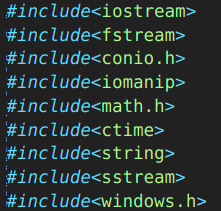 #include<iostream>
#include<fstream>
#include<conio.h>
#include<iomanip>
#include<math.h>
#include<ctime>
#include<string>
#include<sstream>
#include<windows.h>